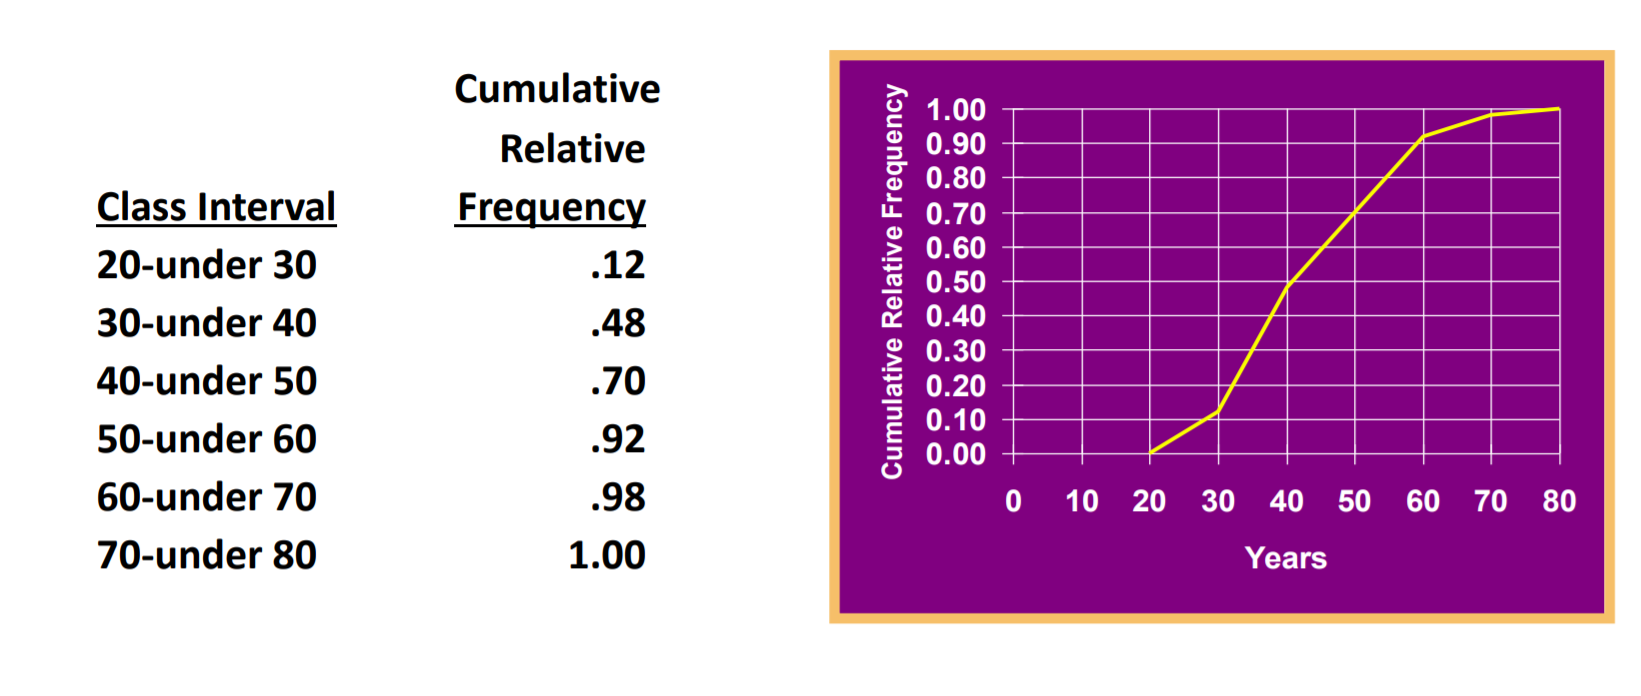 Cumulative
Relative
Class Interval Frequency
20-under 30 .12
30-under 40 .48
40-under 50 .70
50-under 60 .92
60-under 70 .98
70-under 80 1.00
Cumulative Relative Frequency
1.00
0.90
0.80
0.70
0.60
0.50
0.40
0.30
0.20
0.10
0.00
0 10 20 30 40 50 60 70 80
Years